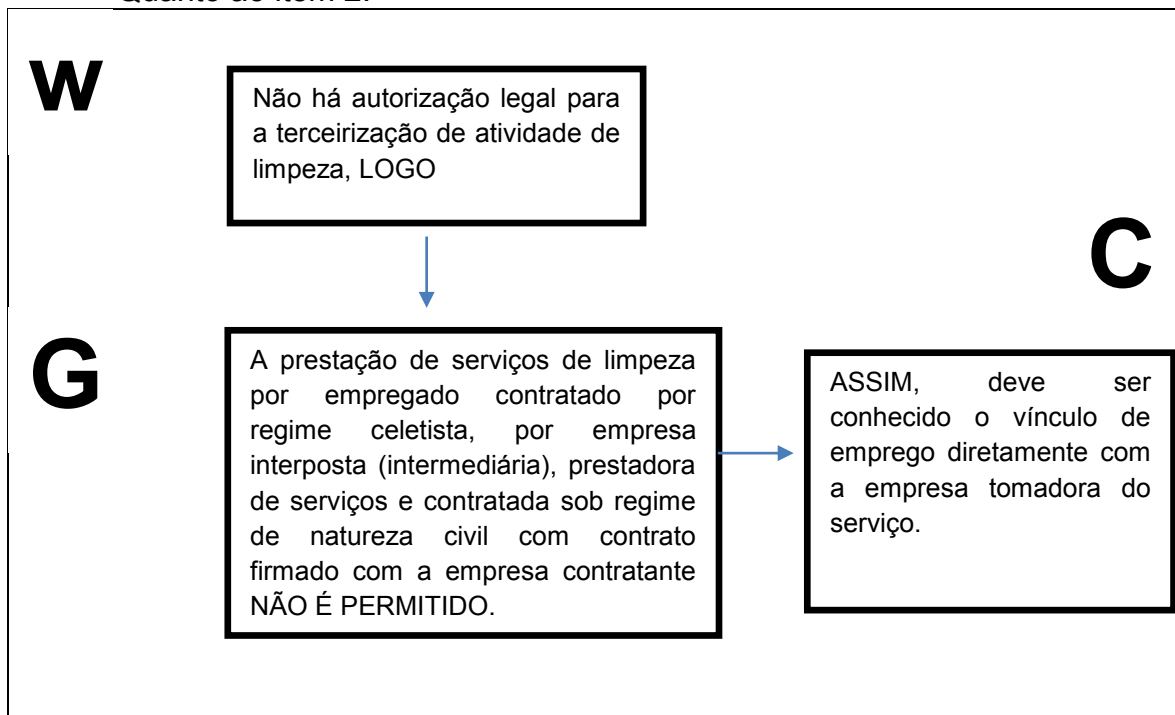 W
Não há autorização legal para
a terceirização de atividade de
limpeza, LOGO
C
G
A prestação de serviços de limpeza
por empregado contratado por
regime celetista, por empresa
interposta (intermediária), prestadora
de serviços e contratada sob regime
de natureza civil com contrato
firmado com a empresa contratante
NÃO É PERMITIDO.
ASSIM, deve ser
conhecido o vínculo de
emprego diretamente com
a empresa tomadora do
serviço.